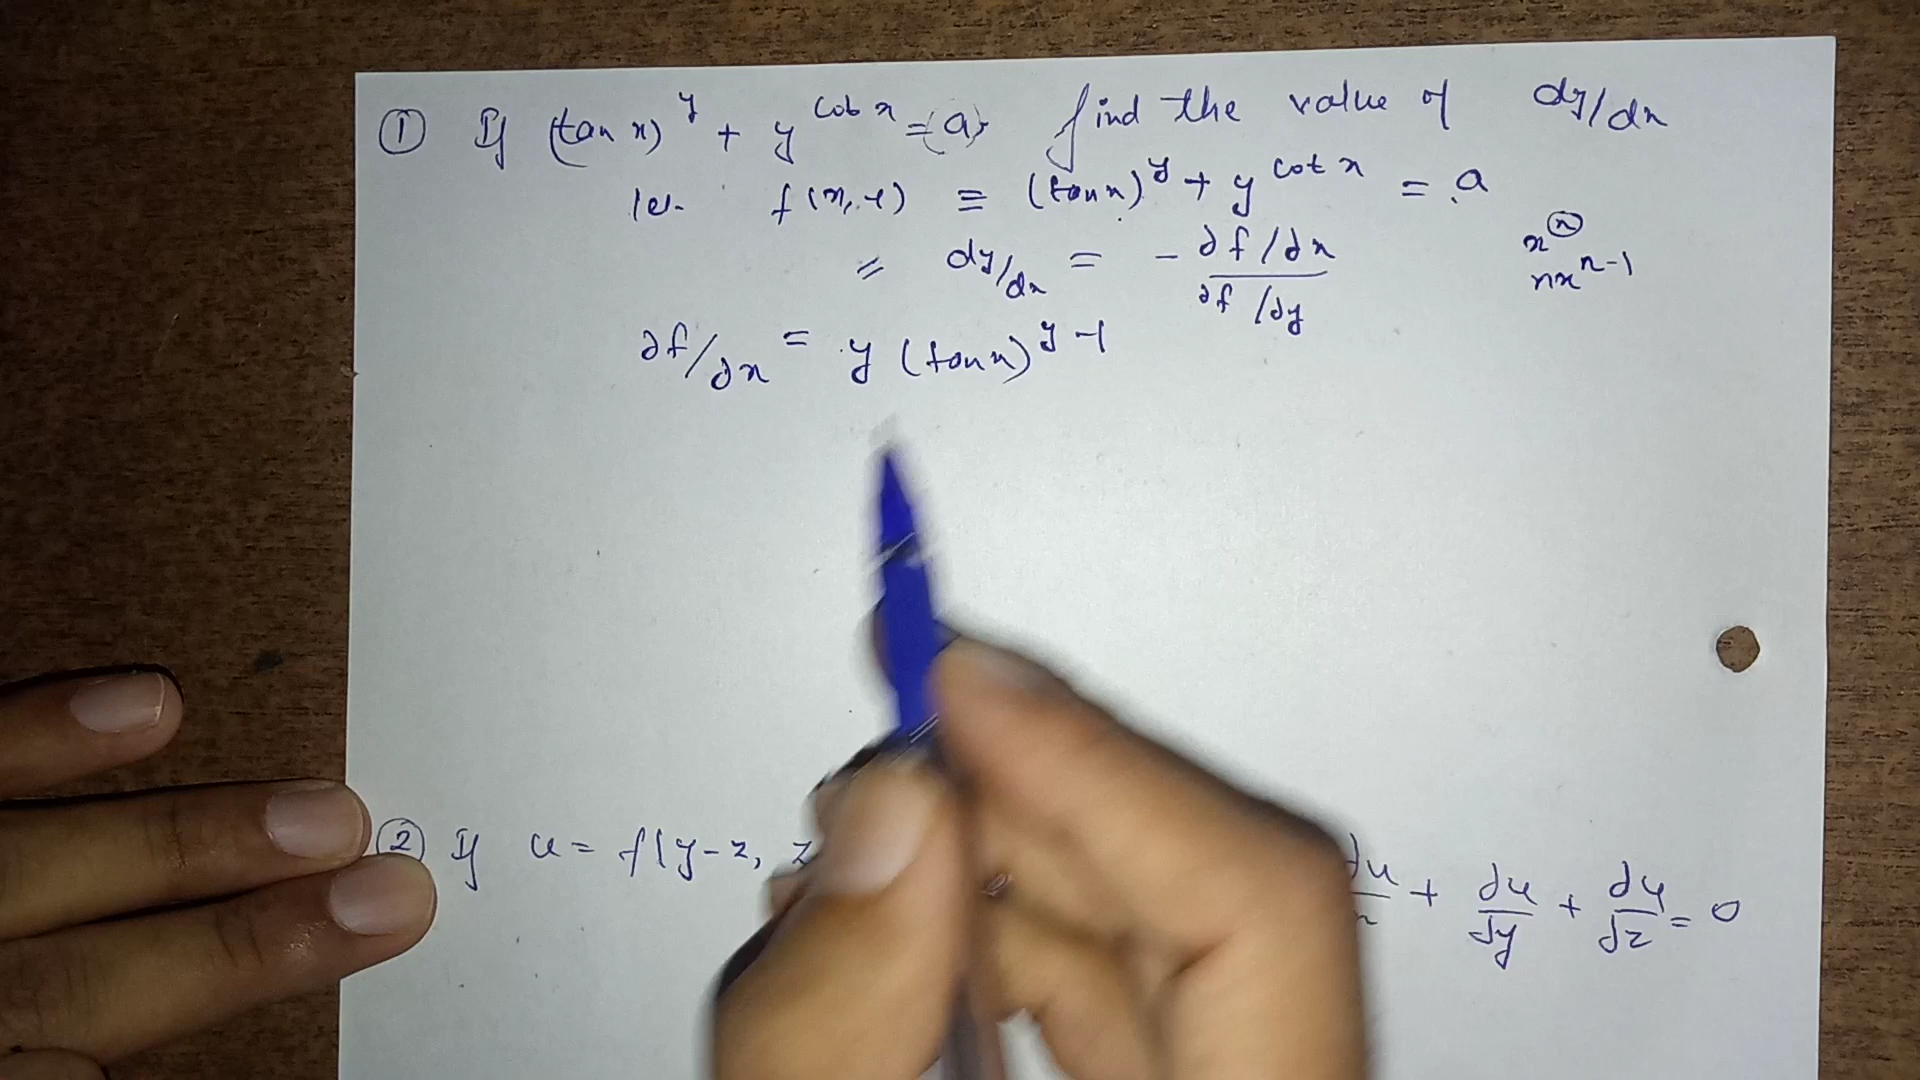 ① If (tan x)^y + y^cot x = a, find the value of dy/dx
let f(x, y) ≡ (tan x)^y + y^cot x = a
= dy/dx = - ∂f/∂x / ∂f/∂y
x^n
nx^n-1
∂f/∂x = y (tan x)^y-1
② If u = f(y-z, z ∂u + ∂u/∂y + ∂u/∂z = 0